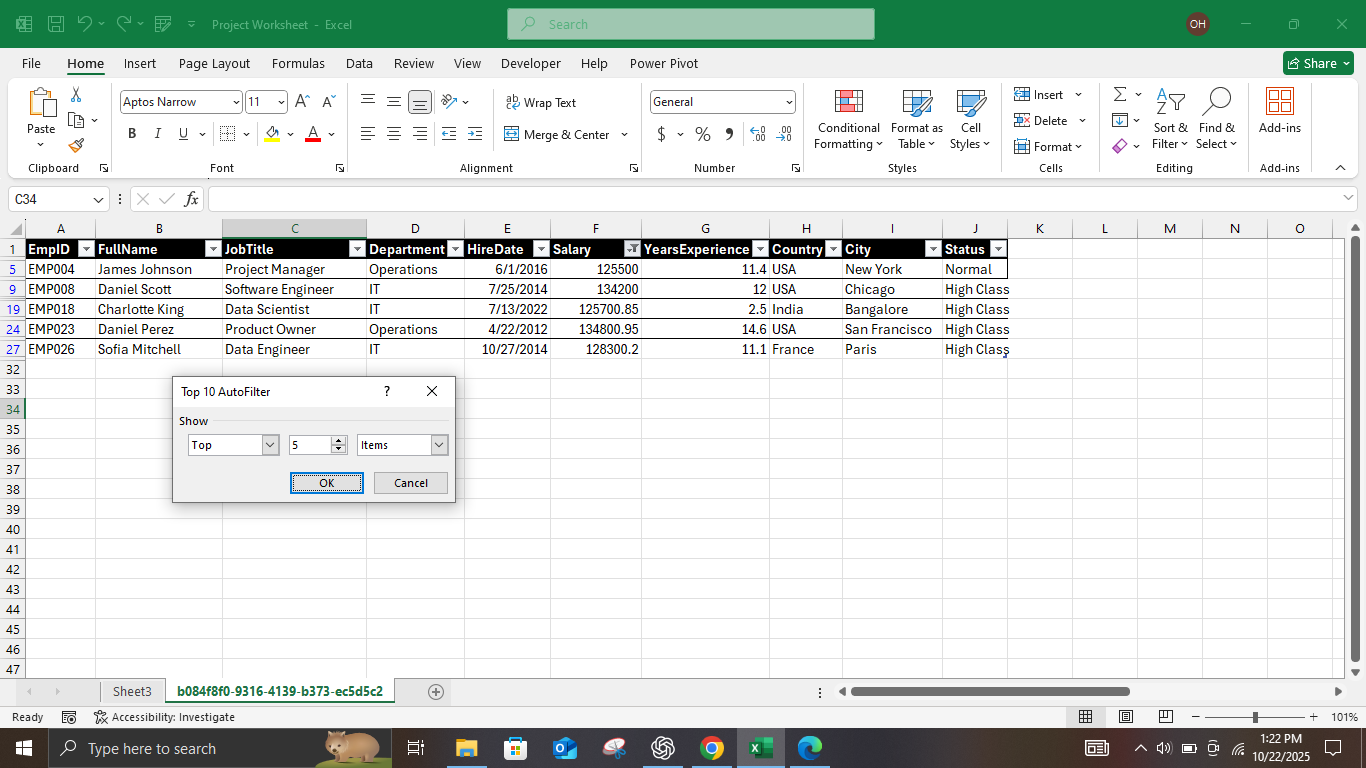 Project Worksheet - Excel
Search
OH
File Home Insert Page Layout Formulas Data Review View Developer Help Power Pivot
Share
Paste
Clipboard
Aptos Narrow 11
B I U
Font
Wrap Text
Merge & Center
Alignment
General
$ % 9
Number
Conditional Formatting
Format as Table
Cell Styles
Styles
Insert
Delete
Format
Cells
Sort & Filter
Find & Select
Editing
Add-ins
Add-ins
C34
fx
A B C D E F G H I J K L M N O
1 EmpID FullName JobTitle Department HireDate Salary YearsExperience Country City Status
5 EMP004 James Johnson Project Manager Operations 6/1/2016 125500 11.4 USA New York Normal
9 EMP008 Daniel Scott Software Engineer IT 7/25/2014 134200 12 USA Chicago High Class
19 EMP018 Charlotte King Data Scientist IT 7/13/2022 125700.85 2.5 India Bangalore High Class
24 EMP023 Daniel Perez Product Owner Operations 4/22/2012 134800.95 14.6 USA San Francisco High Class
27 EMP026 Sofia Mitchell Data Engineer IT 10/27/2014 128300.2 11.1 France Paris High Class
32
33
34
35
36
37
38
39
40
41
42
43
44
45
46
47
Top 10 AutoFilter ?
Show
Top 5 Items
OK Cancel
Sheet3 b084f8f0-9316-4139-b373-ec5d5c2
Ready Accessibility: Investigate 101%
Type here to search
1:22 PM
10/22/2025